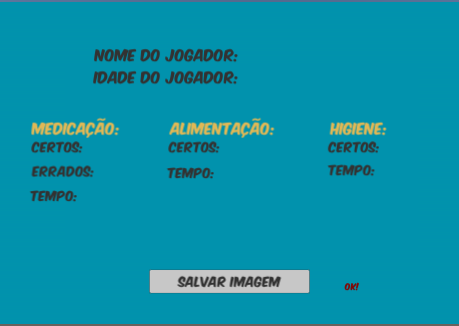 NOME DO JOGADOR:
IDADE DO JOGADOR:
MEDICAÇÃO:
CERTOS:
ERRADOS:
TEMPO:
ALIMENTAÇÃO:
CERTOS:
TEMPO:
HIGIENE:
CERTOS:
TEMPO:
SALVAR IMAGEM
OK!